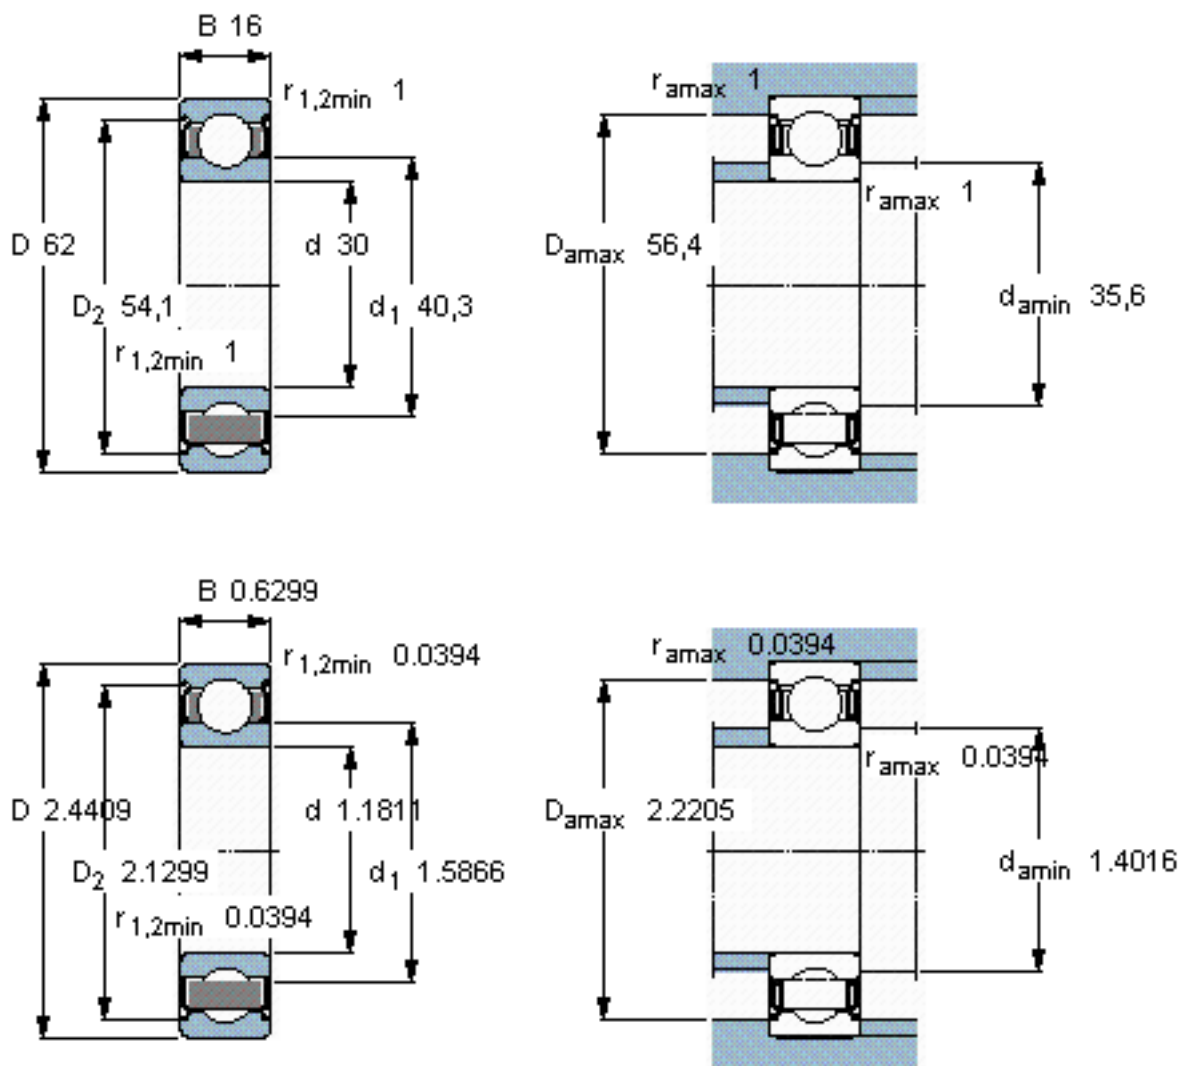 B 16
r1,2min 1
ramax 1
ramax 1
D 62
d 30
Damax 56,4
D2 54,1
d1 40,3
damin 35,6
r1,2min 1
B 0.6299
r1,2min 0.0394
ramax 0.0394
ramax 0.0394
D 2.4409
d 1.1811
Damax 2.2205
D2 2.1299
d1 1.5866
damin 1.4016
r1,2min 0.0394